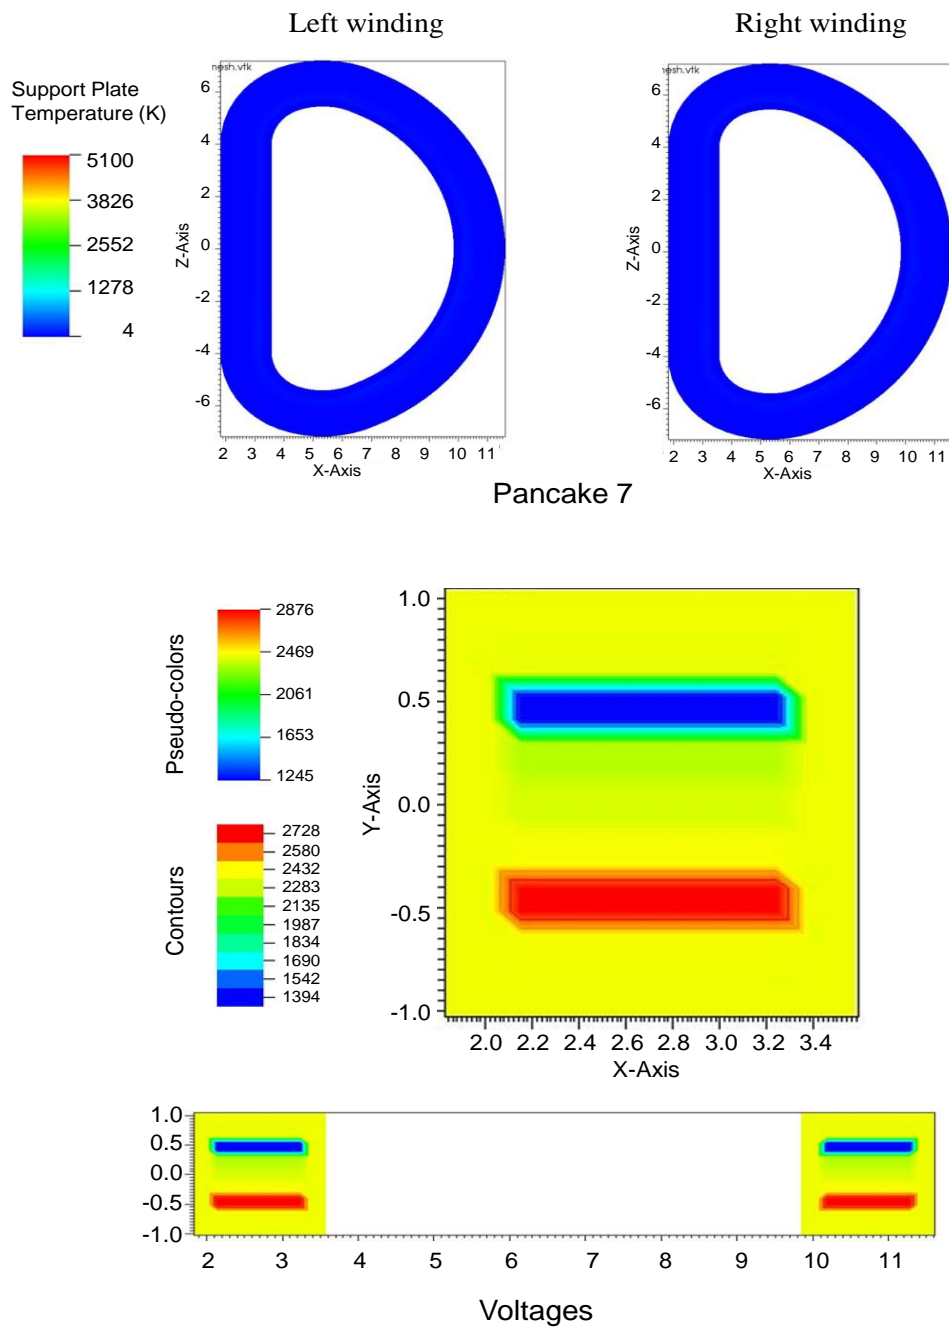 Left winding
Right winding
Support Plate
Temperature (K)
5100
3826
2552
1278
4
mesh.vtk
6
4
2
0
-2
-4
-6
Z-Axis
2 3 4 5 6 7 8 9 10 11
X-Axis
nesh.vtk
6
4
2
0
-2
-4
-6
Z-Axis
2 3 4 5 6 7 8 9 10 11
X-Axis
Pancake 7
Pseudo-colors
2876
2469
2061
1653
1245
Contours
2728
2580
2432
2283
2135
1987
1834
1690
1542
1394
1.0
0.5
0.0
-0.5
-1.0
Y-Axis
2.0 2.2 2.4 2.6 2.8 3.0 3.2 3.4
X-Axis
1.0
0.5
0.0
-0.5
-1.0
2 3 4 5 6 7 8 9 10 11
Voltages